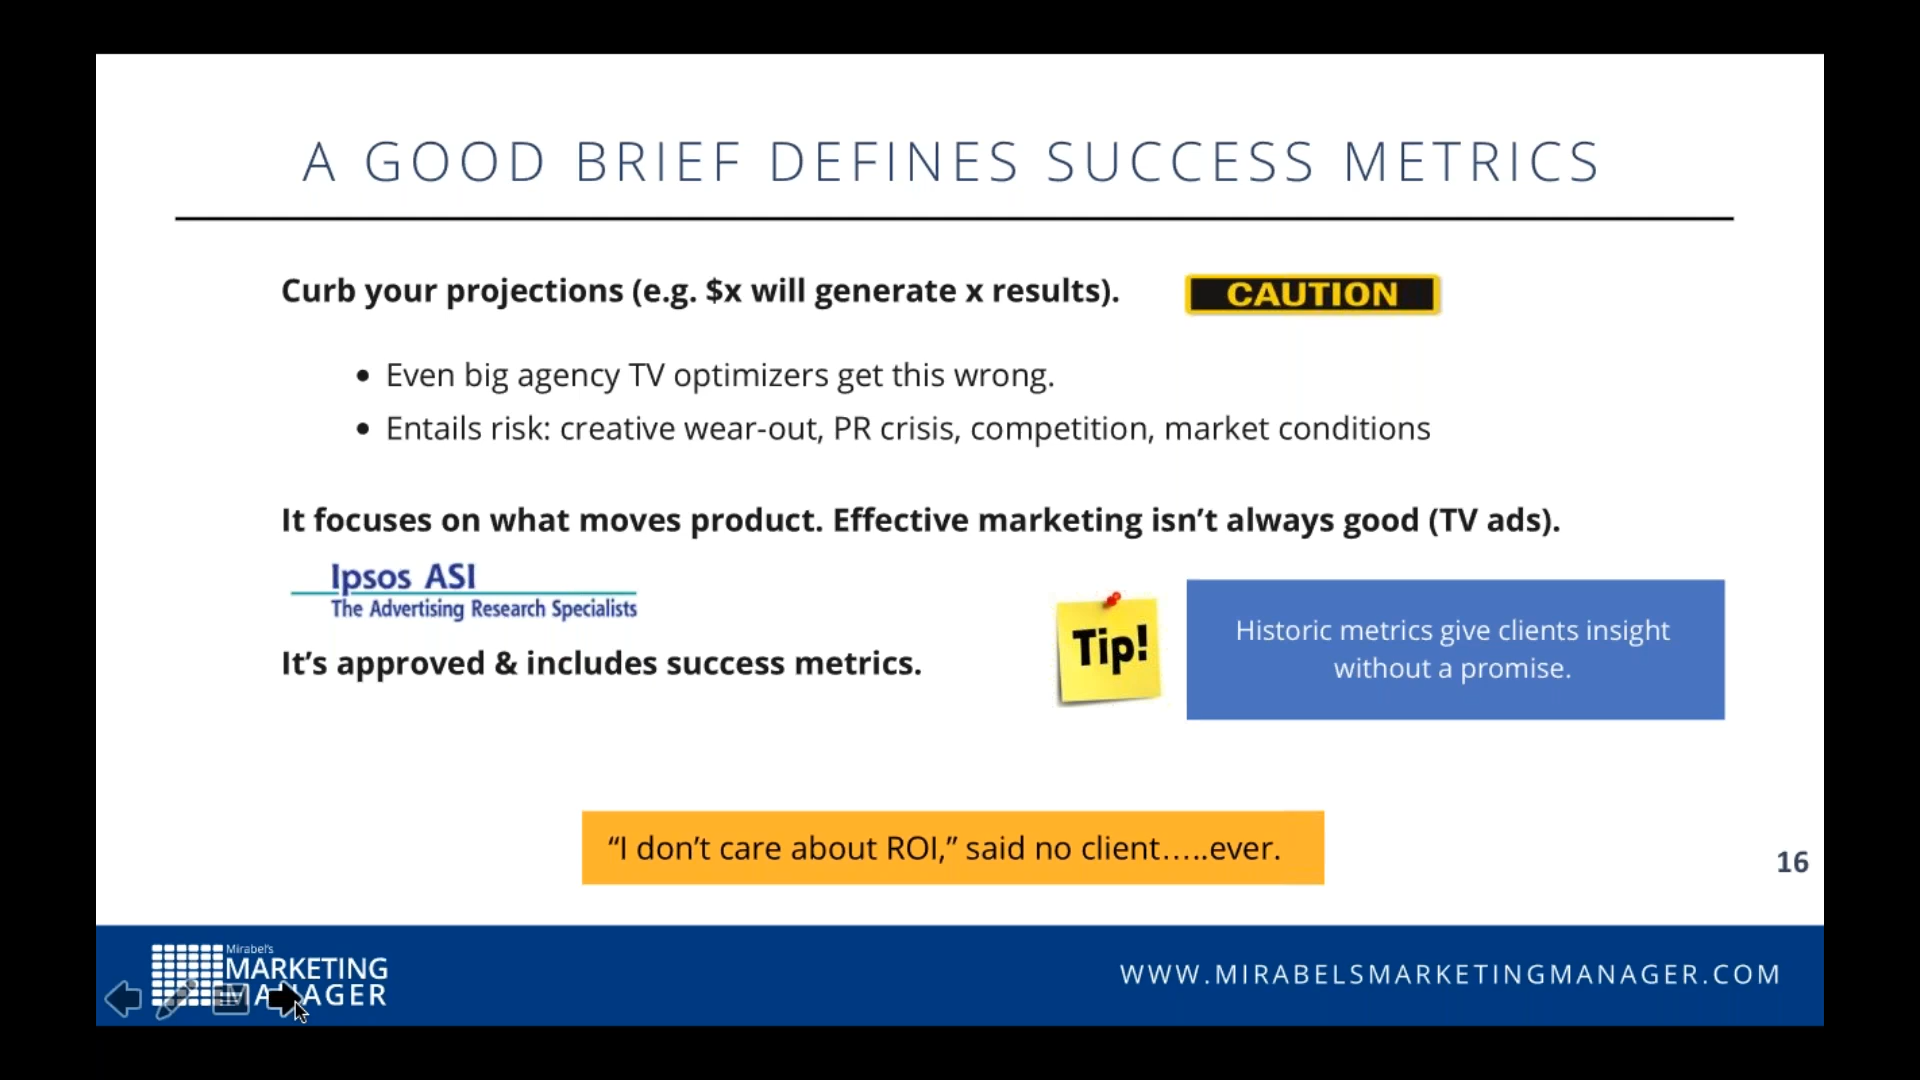 A GOOD BRIEF DEFINES SUCCESS METRICS
Curb your projections (e.g. $x will generate x results).
CAUTION
• Even big agency TV optimizers get this wrong.
• Entails risk: creative wear-out, PR crisis, competition, market conditions
It focuses on what moves product. Effective marketing isn’t always good (TV ads).
Ipsos ASI
The Advertising Research Specialists
It’s approved & includes success metrics.
Tip!
Historic metrics give clients insight
without a promise.
“I don’t care about ROI,” said no client…..ever.
16
Mirabel's
MARKETING
MANAGER
WWW.MIRABELSMARKETINGMANAGER.COM